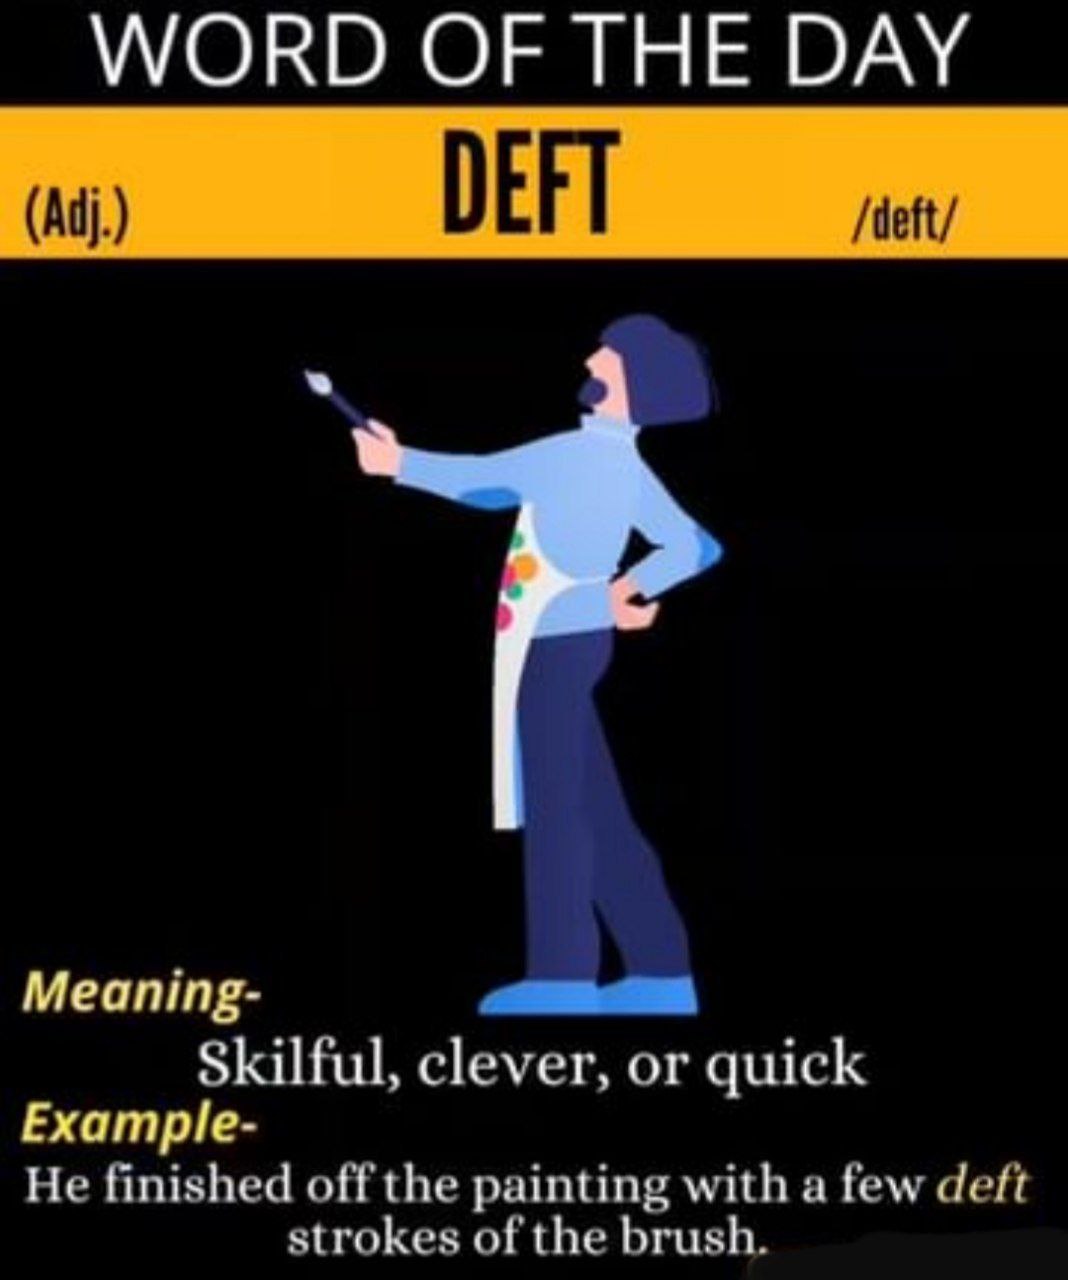 WORD OF THE DAY
(Adj.) DEFT /deft/
Meaning-
Skilful, clever, or quick
Example-
He finished off the painting with a few deft
strokes of the brush.